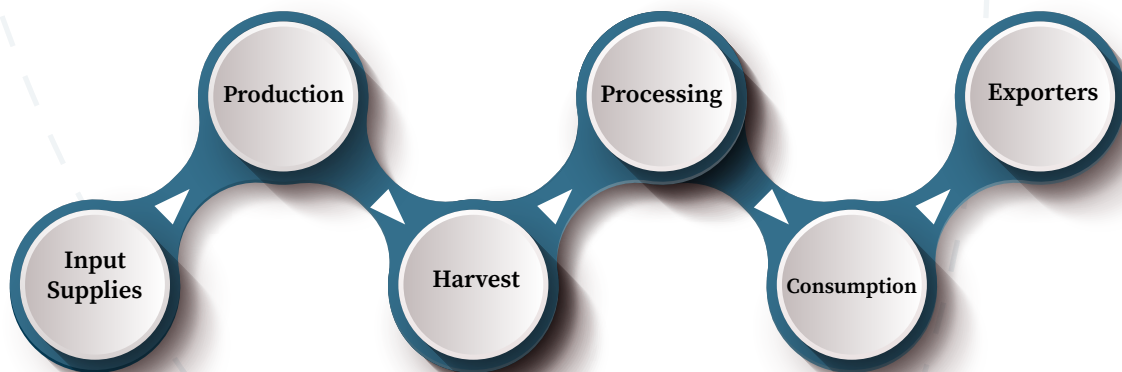 Input
Supplies
Production
Harvest
Processing
Consumption
Exporters